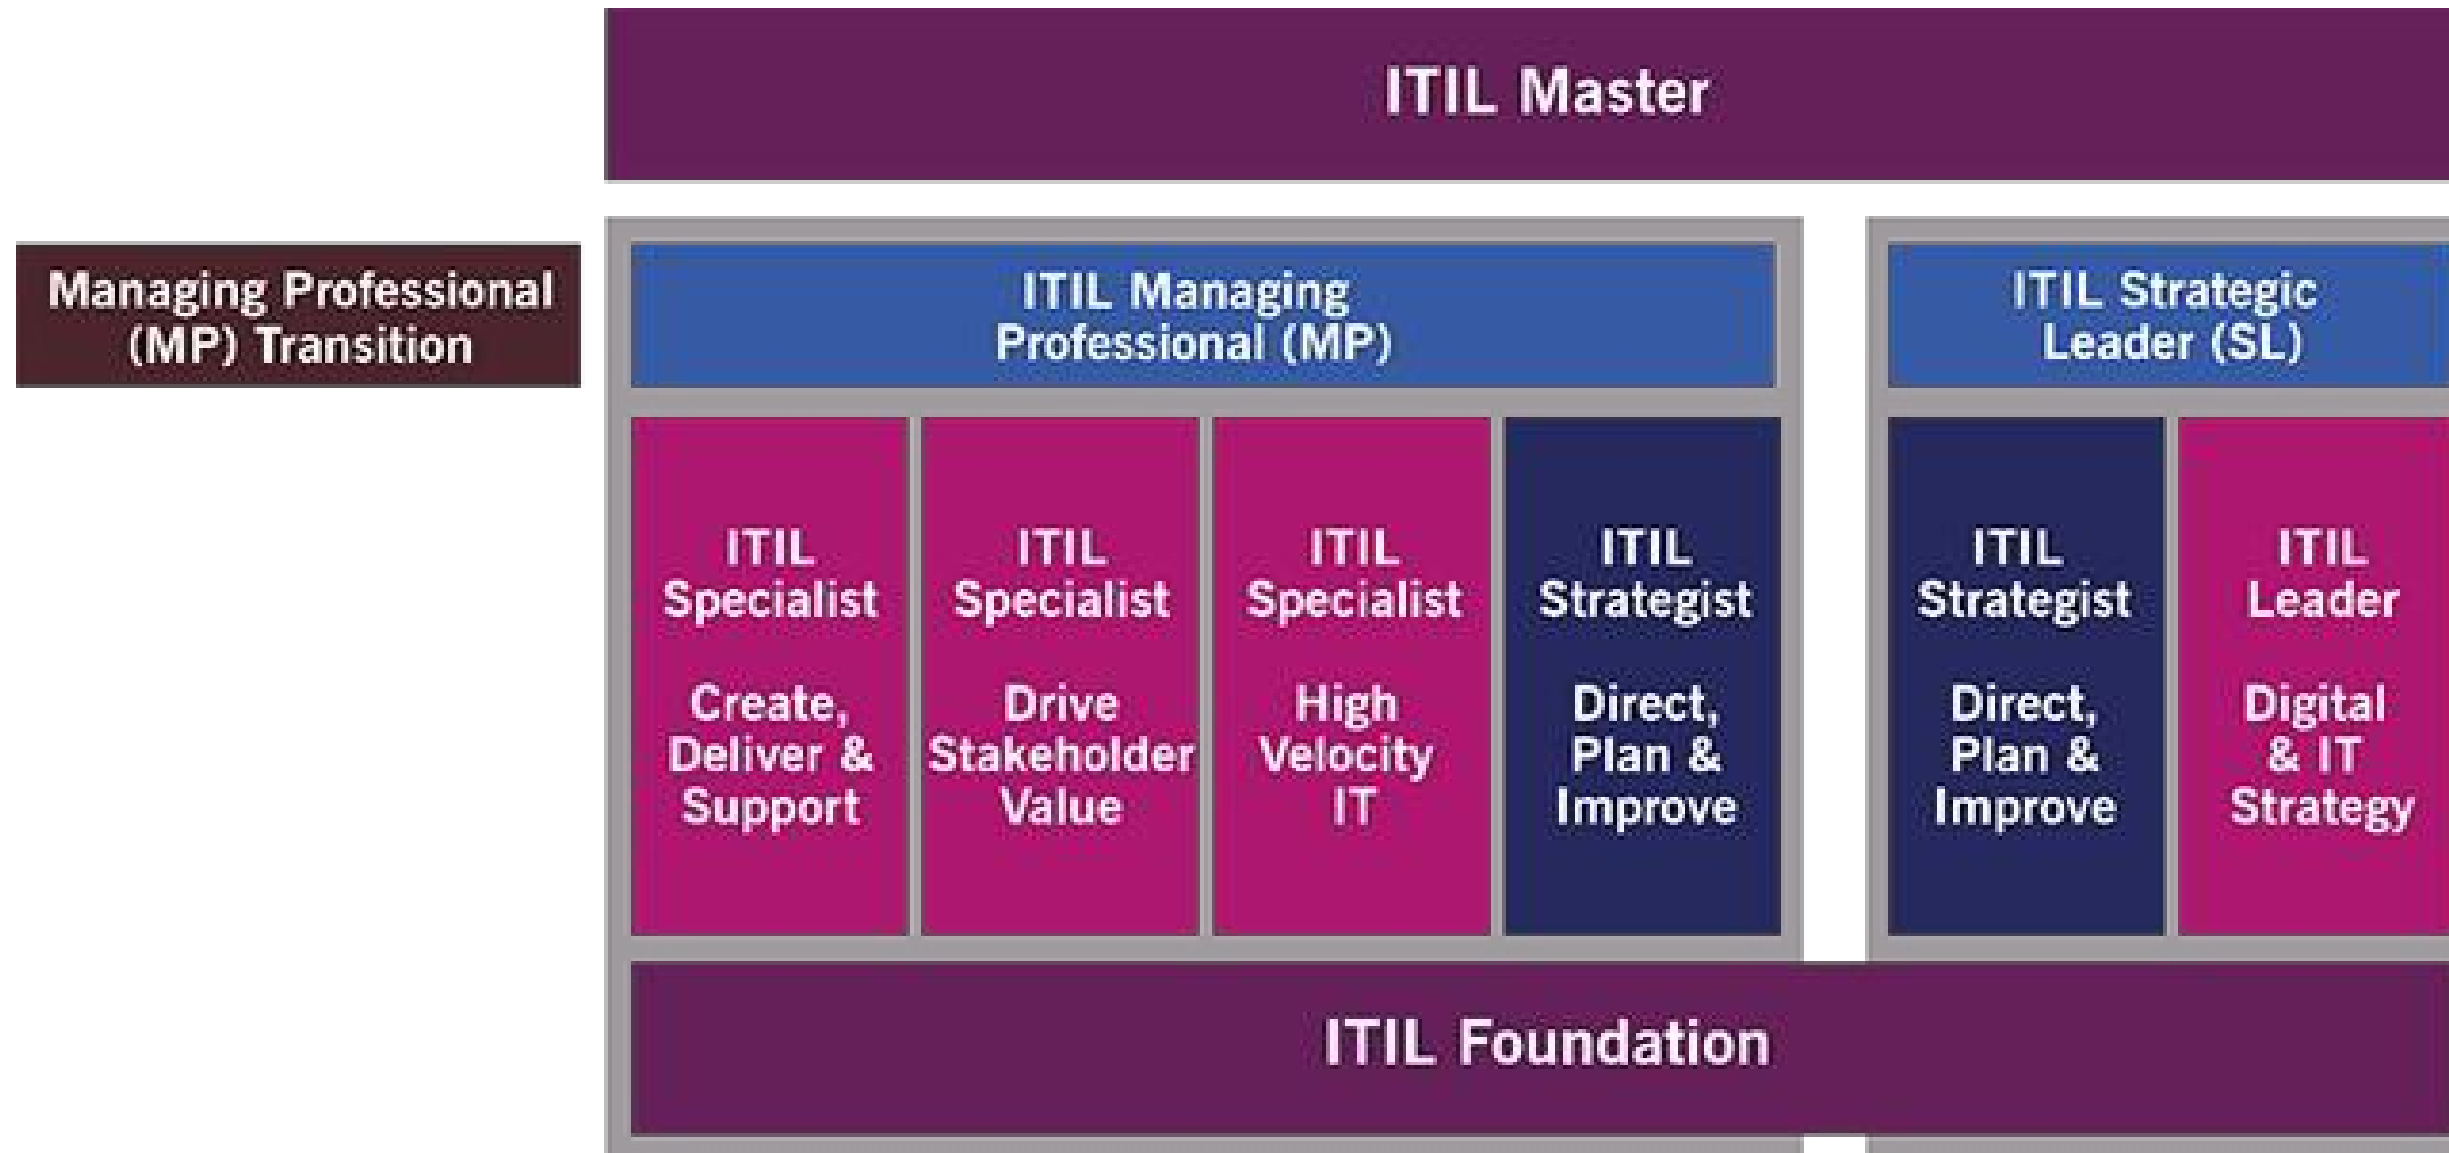 ITIL Master
Managing Professional
(MP) Transition
ITIL Managing
Professional (MP)
ITIL Strategic
Leader (SL)
ITIL
Specialist
Create,
Deliver &
Support
ITIL
Specialist
Drive
Stakeholder
Value
ITIL
Specialist
High
Velocity
IT
ITIL
Strategist
Direct,
Plan &
Improve
ITIL
Strategist
Direct,
Plan &
Improve
ITIL
Leader
Digital
& IT
Strategy
ITIL Foundation